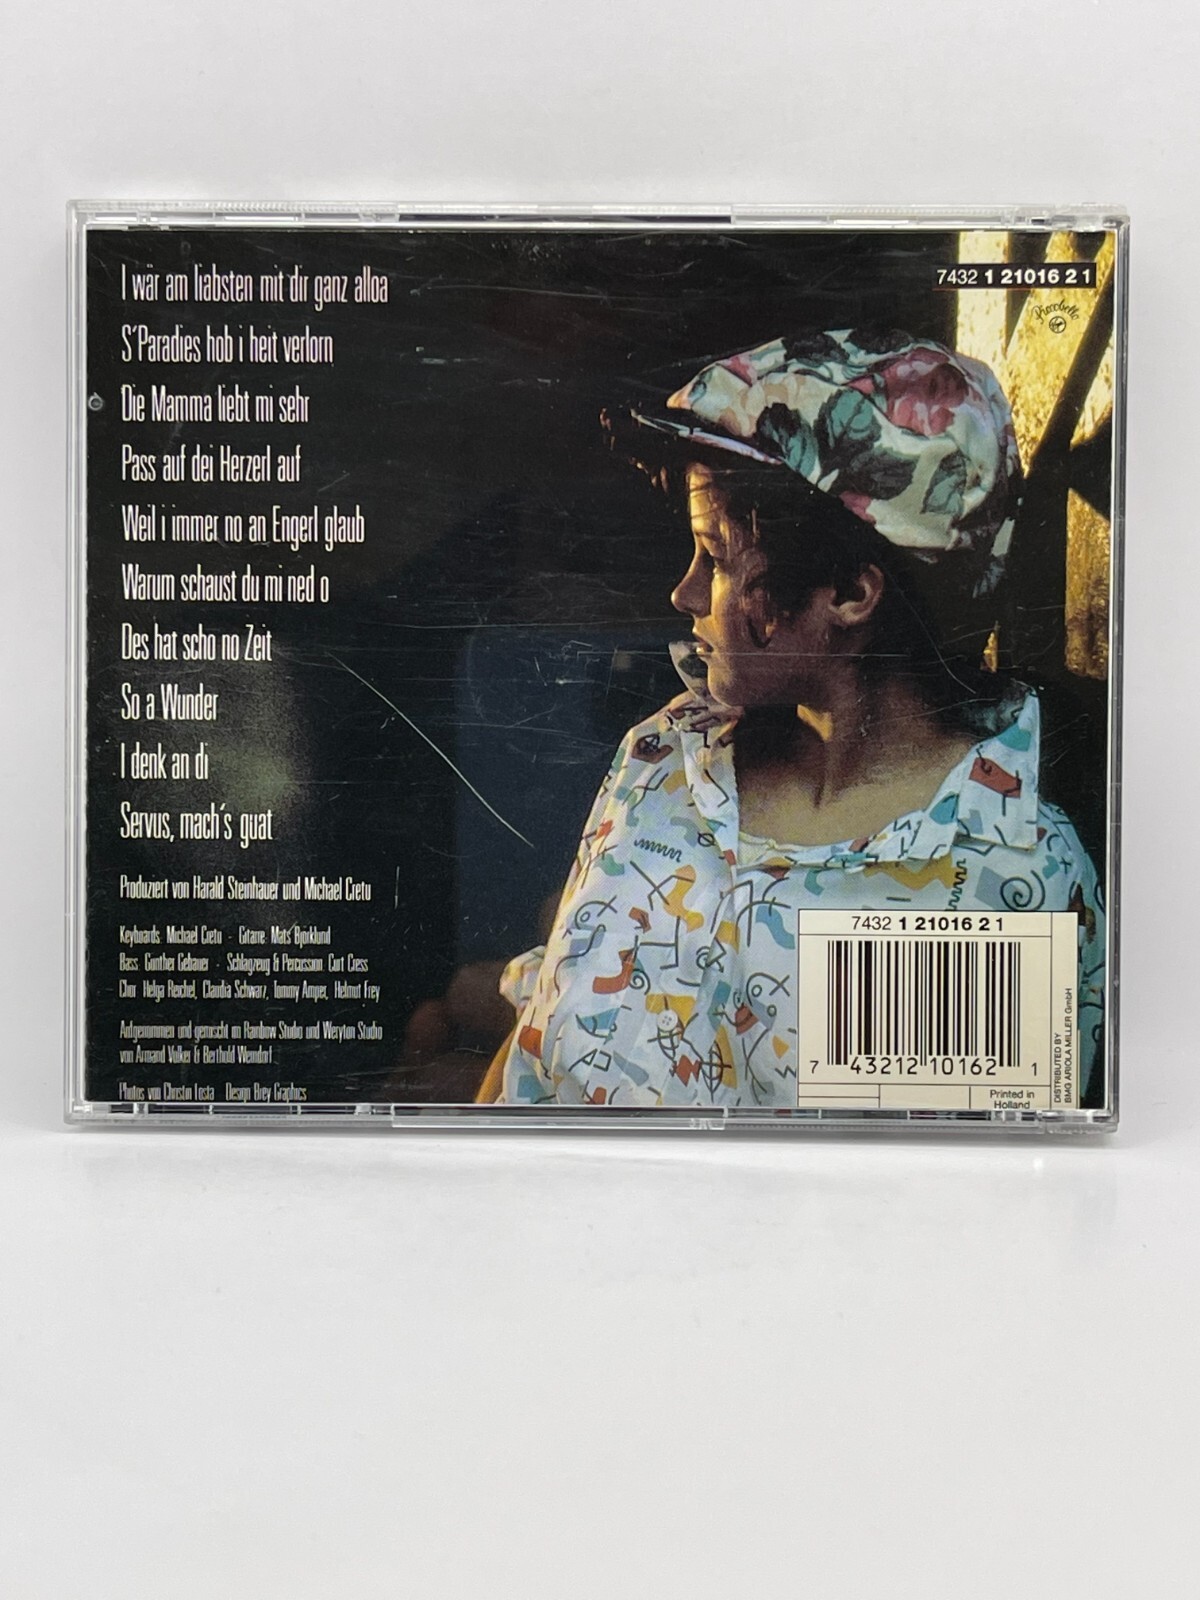 I wär am liabsten mit dir ganz alloa
S'Paradies hob i heit verlorn
Die Mamma liebt mi sehr
Pass auf dei Herzerl auf
Weil i immer no an Engerl glaub
Warum schaust du mi ned o
Des hat scho no Zeit
So a Wunder
I denk an di
Servus, mach's guat
Produziert von Harald Steinhauer und Michael Cretu
Keyboards: Michael Cretu - Gitarre: Mats Björklund
Bass: Günther Gebauer - Schlagzeug & Percussion: Curt Cress
Chor: Helga Reichel, Claudia Schwarz, Tommy Amper, Helmut Frey
Aufgenommen und gemischt im Rainbow Studio und Weryton Studio
von Armand Volker & Berthold Weindorf
Photos von Christin Losta Design Brey Graphics
7432 1 21016 2 1
Piccobello
7432 1 21016 2 1
7 43212 10162 1
Printed in
Holland
DISTRIBUTED BY
BMG ARIOLA MILLER GmbH